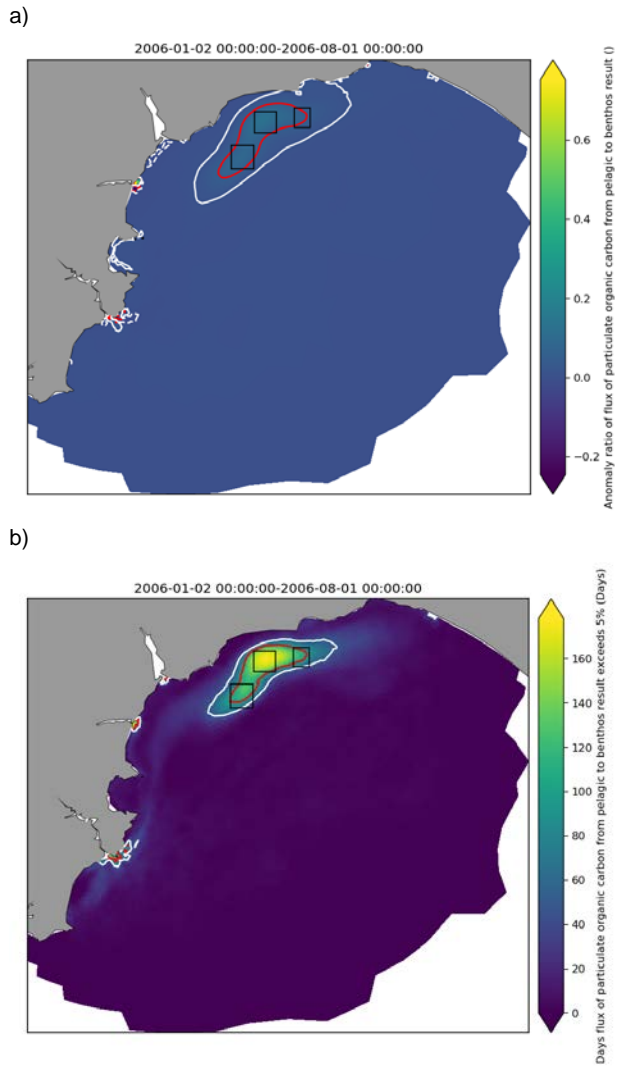 a)
2006-01-02 00:00:00-2006-08-01 00:00:00
0.6
0.4
0.2
0.0
−0.2
Anomaly ratio of flux of particulate organic carbon from pelagic to benthos result ()
b)
2006-01-02 00:00:00-2006-08-01 00:00:00
160
140
120
100
80
60
40
20
0
Days flux of particulate organic carbon from pelagic to benthos result exceeds 5% (Days)